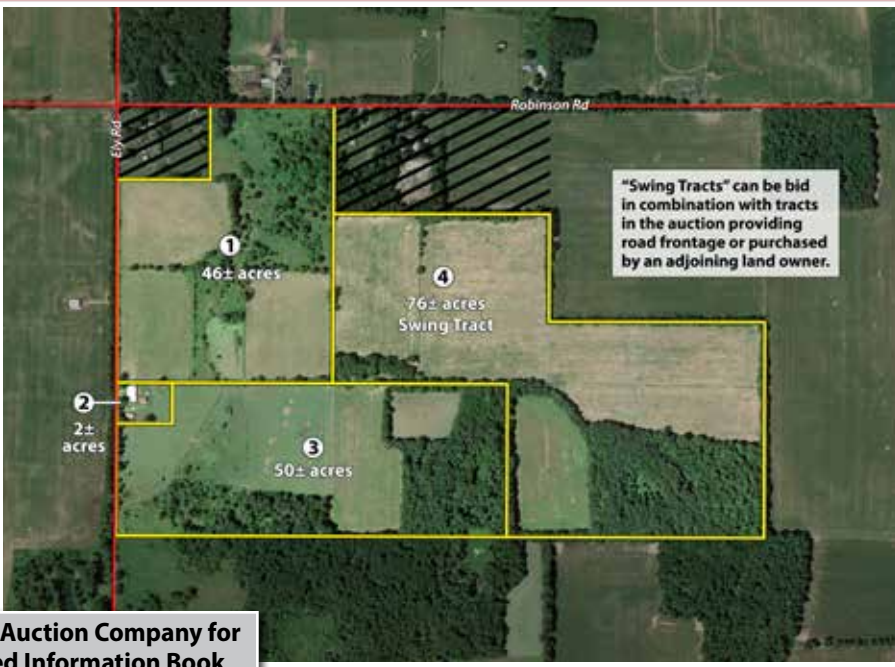 Robinson Rd
Ely Rd
"Swing Tracts" can be bid
in combination with tracts
in the auction providing
road frontage or purchased
by an adjoining land owner.
1
46± acres
4
76± acres
Swing Tract
2
2±
acres
3
50± acres
Auction Company for
ed Information Book